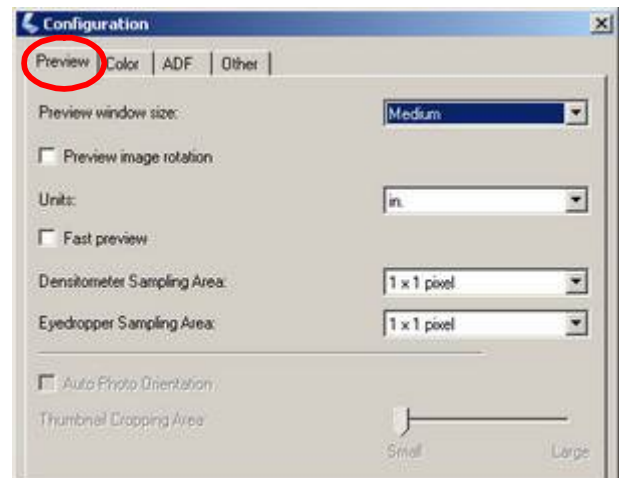 Configuration
Preview Color ADF Other
Preview window size: Medium
Preview image rotation
Units: in.
Fast preview
Densitometer Sampling Area: 1 x 1 pixel
Eyedropper Sampling Area: 1 x 1 pixel
Auto Photo Orientation
Thumbnail Cropping Area
Small Large